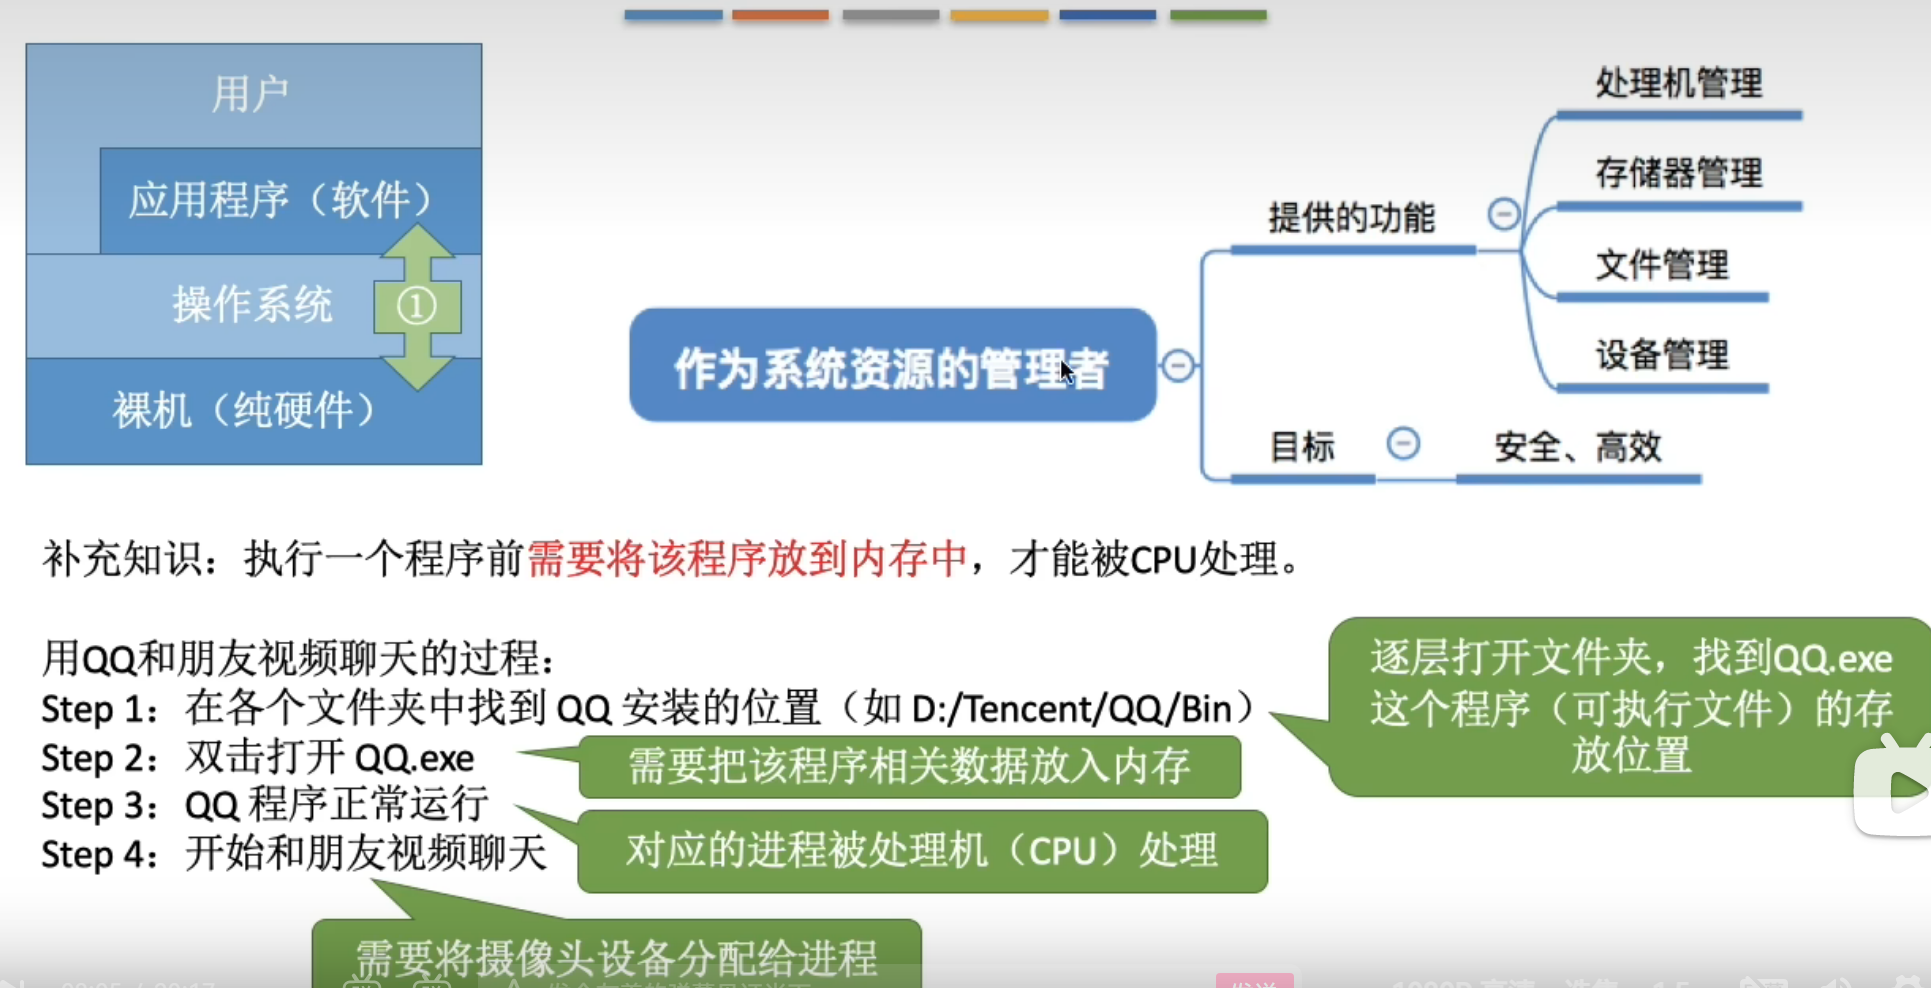 用户
应用程序（软件）
操作系统
①
裸机（纯硬件）
作为系统资源的管理者
提供的功能
处理机管理
存储器管理
文件管理
设备管理
目标
安全、高效
补充知识：执行一个程序前需要将该程序放到内存中，才能被CPU处理。
用QQ和朋友视频聊天的过程：
Step 1：在各个文件夹中找到 QQ 安装的位置（如 D:/Tencent/QQ/Bin）
逐层打开文件夹，找到QQ.exe
这个程序（可执行文件）的存
放位置
Step 2：双击打开 QQ.exe
需要把该程序相关数据放入内存
Step 3：QQ 程序正常运行
对应的进程被处理机（CPU）处理
Step 4：开始和朋友视频聊天
需要将摄像头设备分配给进程